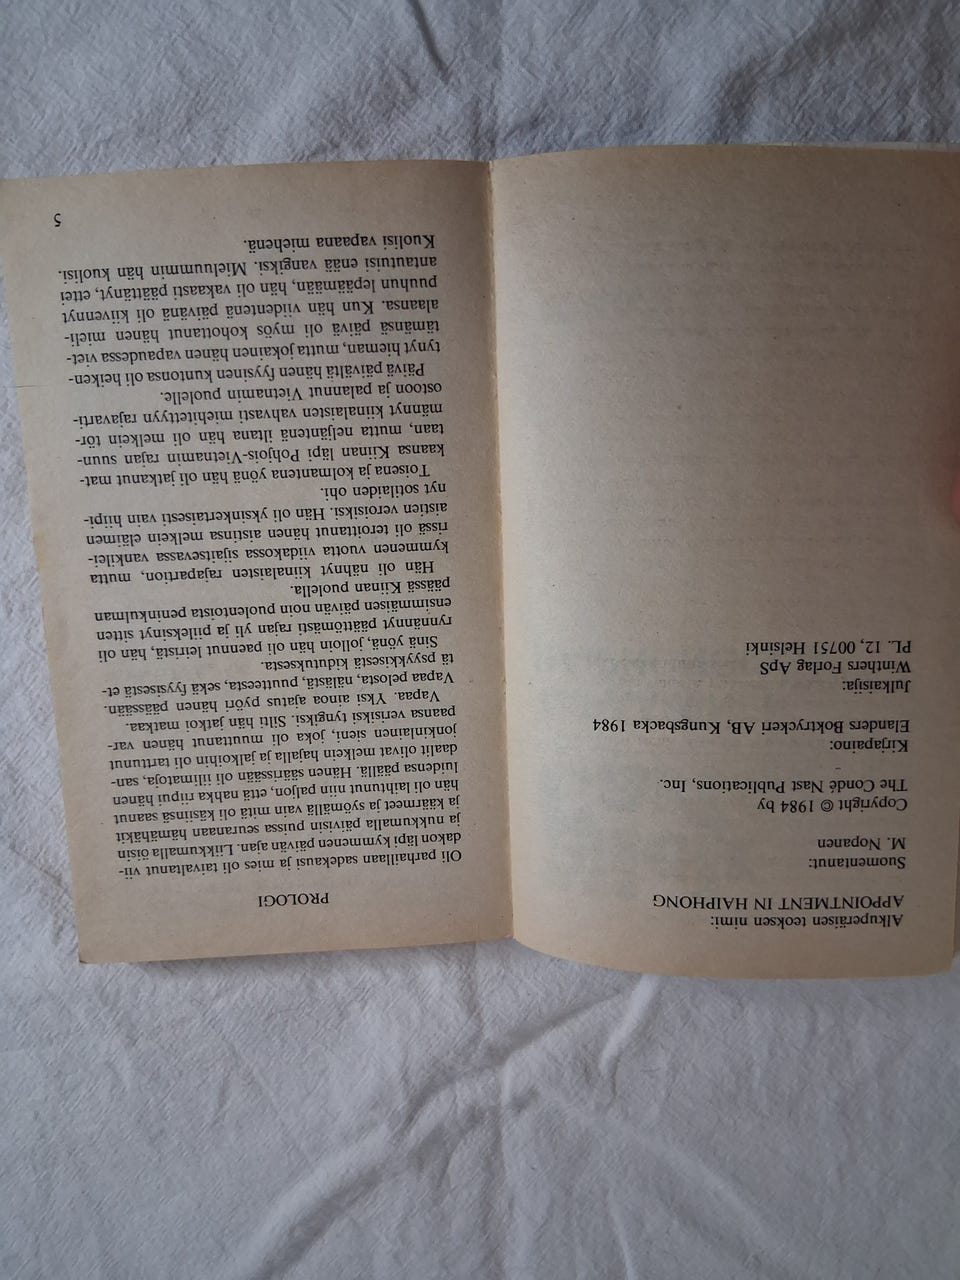 Alkuperäisen teoksen nimi:
APPOINTMENT IN HAIPHONG
Suomentanut:
M. Nopanen
Copyright © 1984 by
The Condé Nast Publications, Inc.
Kirjapaino:
Elanders Boktryckeri AB, Kungsbacka 1984
Julkaisija:
Winthers Forlag ApS
PL. 12, 00751 Helsinki
PROLOGI
Oli parhaillaan sadekausi ja mies oli taivaltanut vii-
dakon läpi kymmenen päivän ajan. Liikkumalla öisin
ja nukkumalla päivisin puissa seuranaan hämähäkit
ja käärmeet ja syömällä vain mitä oli käsiinsä saanut
hän oli laihtunut niin paljon, että nahka riipui hänen
luidensa päällä. Hänen säärissään oli iilimatoja, san-
daalit olivat melkein hajalla ja jalkoihin oli tarttunut
jonkinlainen sieni, joka oli muuttanut hänen var-
paansa verisiksi tyngiksi. Silti hän jatkoi matkaa.
Vapaa. Yksi ainoa ajatus pyöri hänen päässään.
Vapaa pelosta, nälästä, puutteesta, sekä fyysisestä et-
tä psyykkisestä kidutuksesta.
Sinä yönä, jolloin hän oli paennut leiristä, hän oli
rynnännyt päättömästi rajan yli ja piileksinyt sitten
ensimmäisen päivän noin puolentoista peninkulman
päässä Kiinan puolella.
Hän oli nähnyt kiinalaisten rajapartion, mutta
kymmenen vuotta viidakossa sijaitsevassa vankilei-
rissä oli teroittanut hänen aistinsa melkein eläimen
aistien veroisiksi. Hän oli yksinkertaisesti vain hiipi-
nyt sotilaiden ohi.
Toisena ja kolmantena yönä hän oli jatkanut mat-
kaansa Kiinan läpi Pohjois-Vietnamin rajan suun-
taan, mutta neljäntenä iltana hän oli melkein tör-
männyt kiinalaisten vahvasti miehitettyyn rajavarti-
ostoon ja palannut Vietnamin puolelle.
Päivä päivältä hänen fyysinen kuntonsa oli heiken-
tynyt hieman, mutta jokainen hänen vapaudessa viet-
tämänsä päivä oli myös kohottanut hänen mieli-
alaansa. Kun hän viidentenä päivänä oli kiivennyt
puuhun lepäämään, hän oli vakaasti päättänyt, ettei
antautuisi enää vangiksi. Mieluummin hän kuolisi.
Kuolisi vapaana miehenä.
5